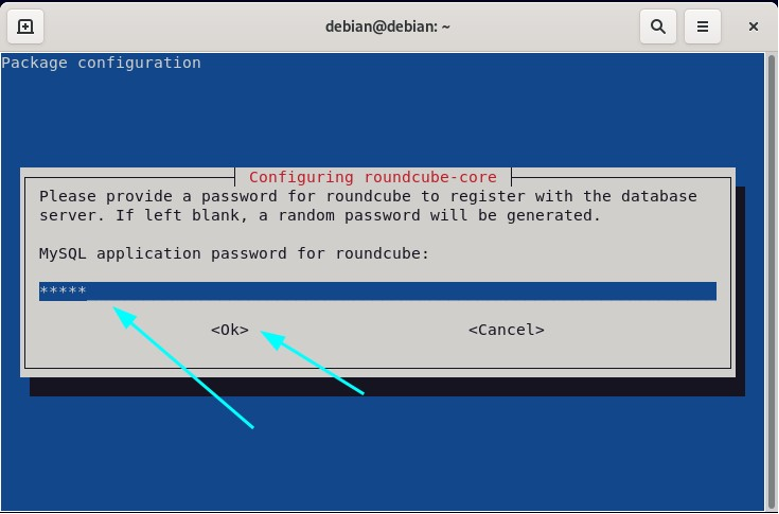 debian@debian: ~
Package configuration
Configuring roundcube-core
Please provide a password for roundcube to register with the database
server. If left blank, a random password will be generated.
MySQL application password for roundcube:
*****
<Ok> <Cancel>